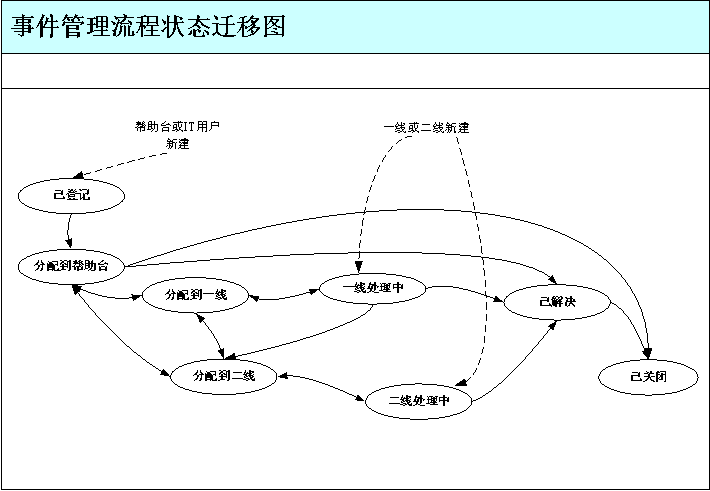 事件管理流程状态迁移图
帮助台或IT用户
新建
一线或二线新建
已登记
分配到帮助台
分配到一线
一线处理中
已解决
分配到二线
二线处理中
已关闭